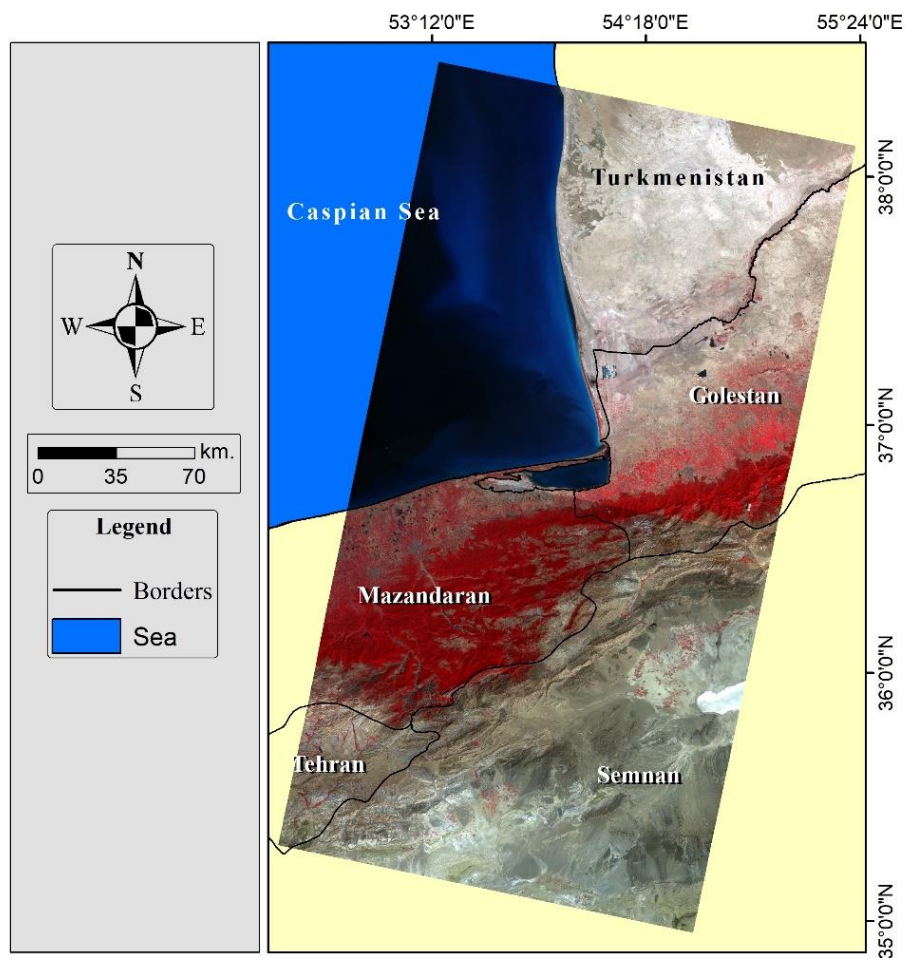 53°12'0"E
54°18'0"E
55°24'0"E
38°0'0"N
37°0'0"N
36°0'0"N
35°0'0"N
N
W
E
S
km.
0
35
70
Legend
Borders
Sea
Caspian Sea
Turkmenistan
Golestan
Mazandaran
Tehran
Semnan